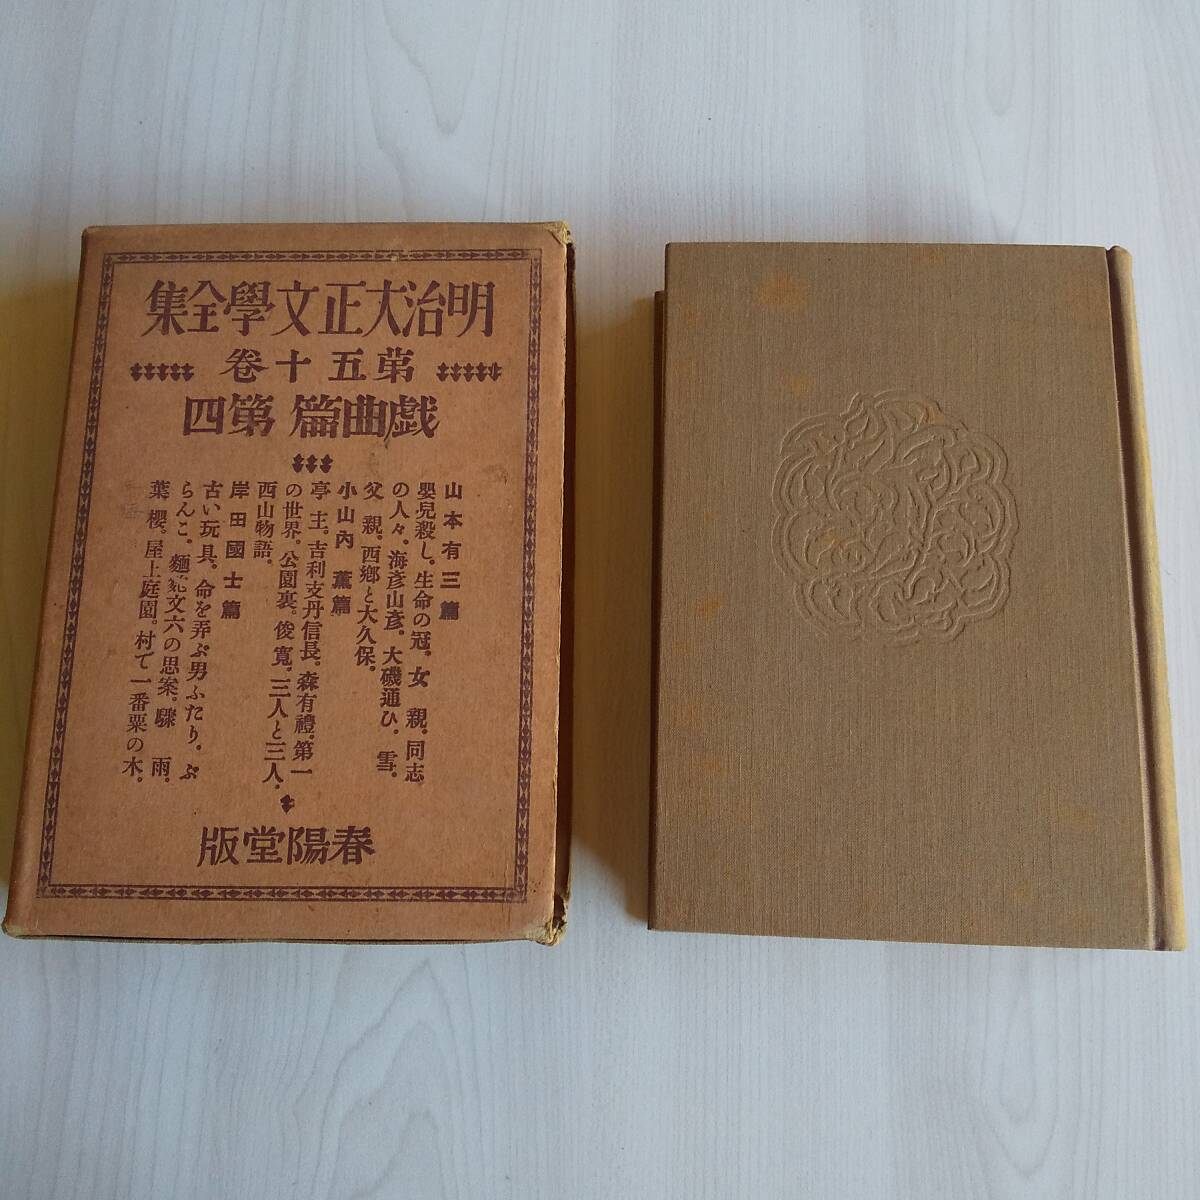 明治大正文學全集
第五十卷
戯曲篇 第四
山本有三篇
嬰兒殺し。生命の冠。女親。同志
の人々。海彦山彦。大磯通ひ。雪。
父親。西郷と大久保。
小山內薫篇
亭主。吉利支丹信長。森有禮。第一
の世界。公園裏。俊寛。三人と三人。
西山物語。
岸田國士篇
古い玩具。命を弄ぶ男ふたり。ぶ
らんこ。麵麭文六の思案。驟雨。
葉櫻。屋上庭園。村で一番栗の木。
春陽堂版